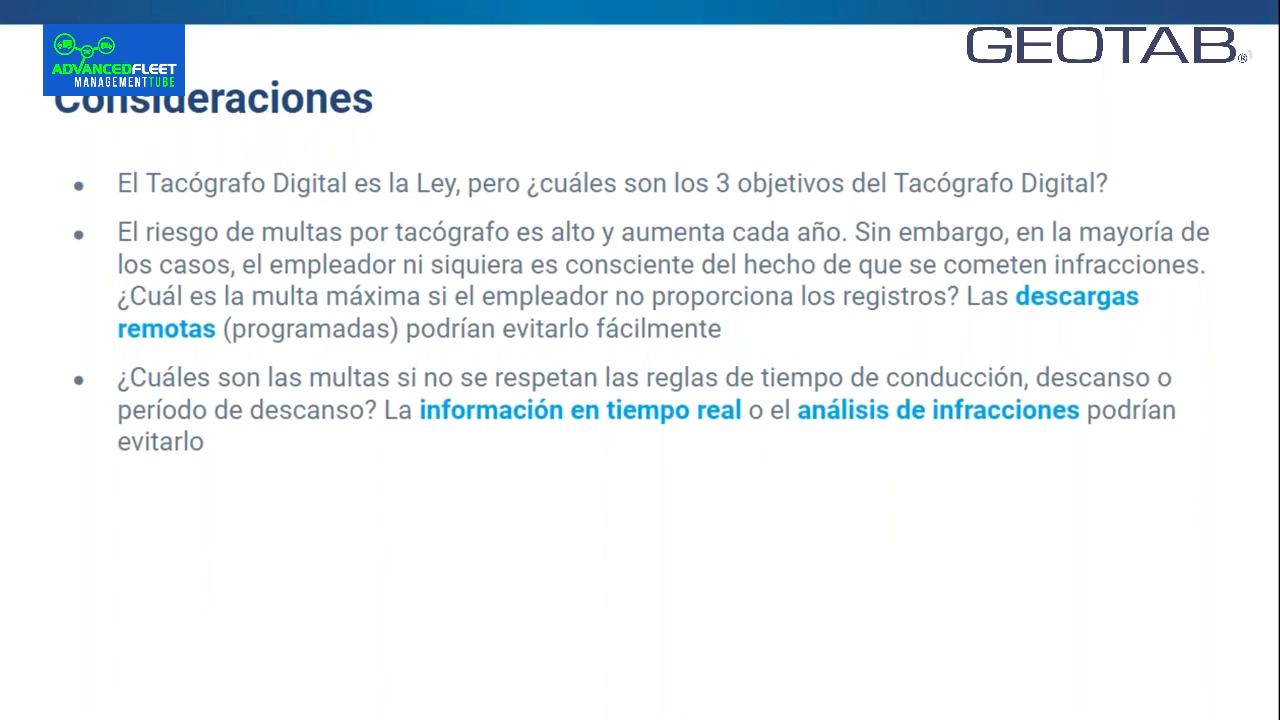 ADVANCEDFLEET
MANAGEMENTTUBE
GEOTAB®
Consideraciones
● El Tacógrafo Digital es la Ley, pero ¿cuáles son los 3 objetivos del Tacógrafo Digital?
● El riesgo de multas por tacógrafo es alto y aumenta cada año. Sin embargo, en la mayoría de
los casos, el empleador ni siquiera es consciente del hecho de que se cometen infracciones.
¿Cuál es la multa máxima si el empleador no proporciona los registros? Las descargas
remotas (programadas) podrían evitarlo fácilmente
● ¿Cuáles son las multas si no se respetan las reglas de tiempo de conducción, descanso o
período de descanso? La información en tiempo real o el análisis de infracciones podrían
evitarlo